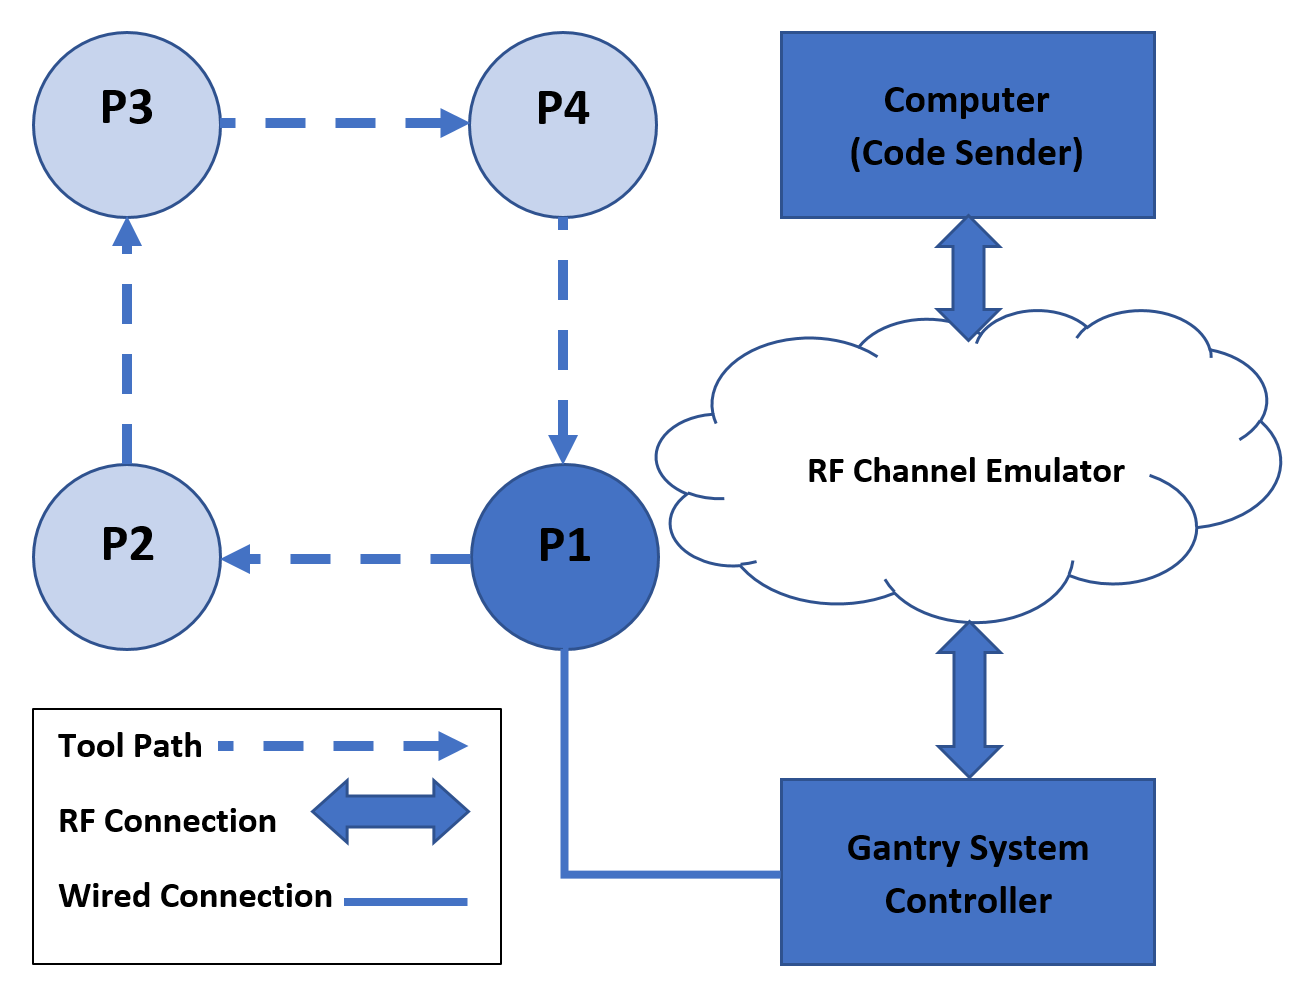 P3
P4
Computer
(Code Sender)
RF Channel Emulator
P2
P1
Tool Path
RF Connection
Wired Connection
Gantry System
Controller